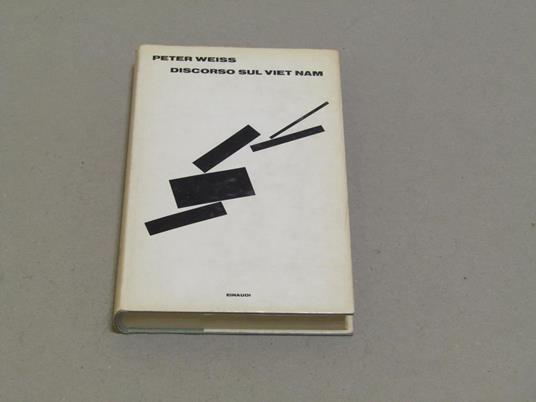 PETER WEISS
DISCORSO SUL VIET NAM
EINAUDI